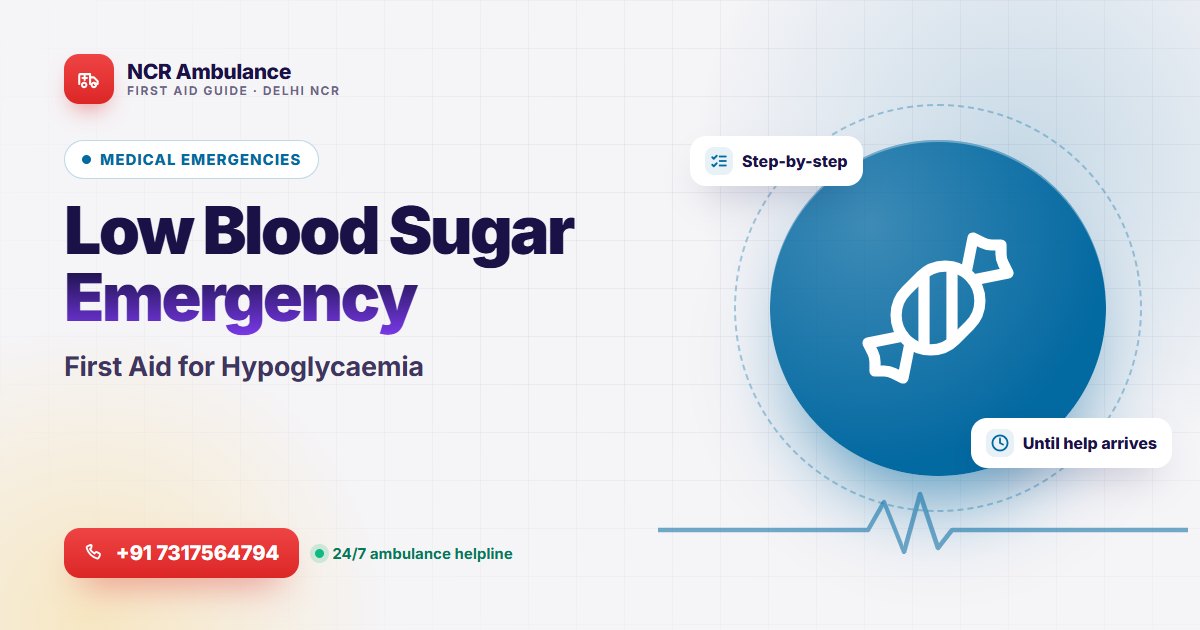 NCR Ambulance
FIRST AID GUIDE · DELHI NCR
MEDICAL EMERGENCIES
Low Blood Sugar
Emergency
First Aid for Hypoglycaemia
Step-by-step
Until help arrives
+91 7317564794
24/7 ambulance helpline